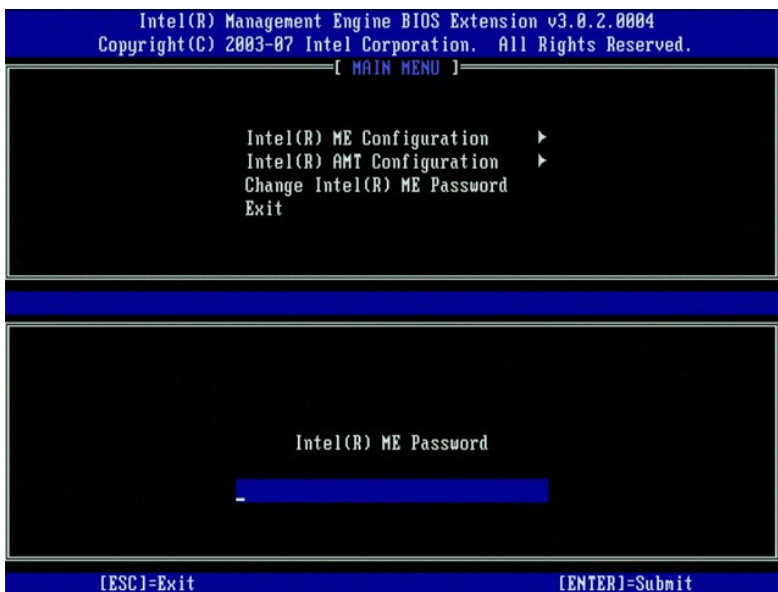 Intel(R) Management Engine BIOS Extension v3.0.2.0004
Copyright(C) 2003-07 Intel Corporation. All Rights Reserved.
[ MAIN MENU ]
Intel(R) ME Configuration ►
Intel(R) AMT Configuration ►
Change Intel(R) ME Password
Exit
Intel(R) ME Password
_
[ESC]=Exit [ENTER]=Submit